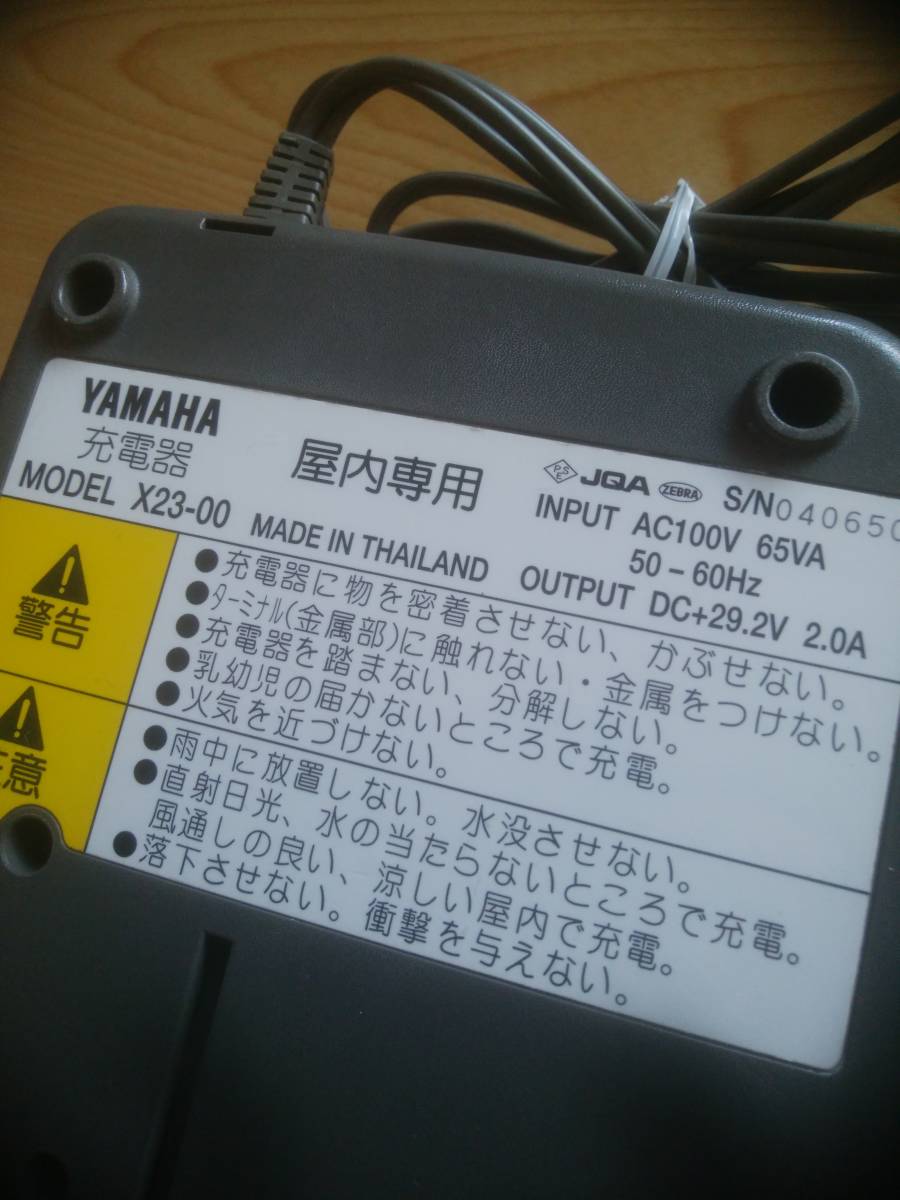 YAMAHA
充電器
MODEL X23-00
屋内専用
MADE IN THAILAND
PSE JQA ZEBRA S/N040650
INPUT AC100V 65VA
50-60Hz
OUTPUT DC+29.2V 2.0A
警告
●充電器に物を密着させない、かぶせない。
●ターミナル(金属部)に触れない・金属をつけない。
●充電器を踏まない、分解しない。
●乳幼児の届かないところで充電。
●火気を近づけない。
意
●雨中に放置しない。水没させない。
●直射日光、水の当たらないところで充電。
風通しの良い、涼しい屋内で充電。
●落下させない。衝撃を与えない。